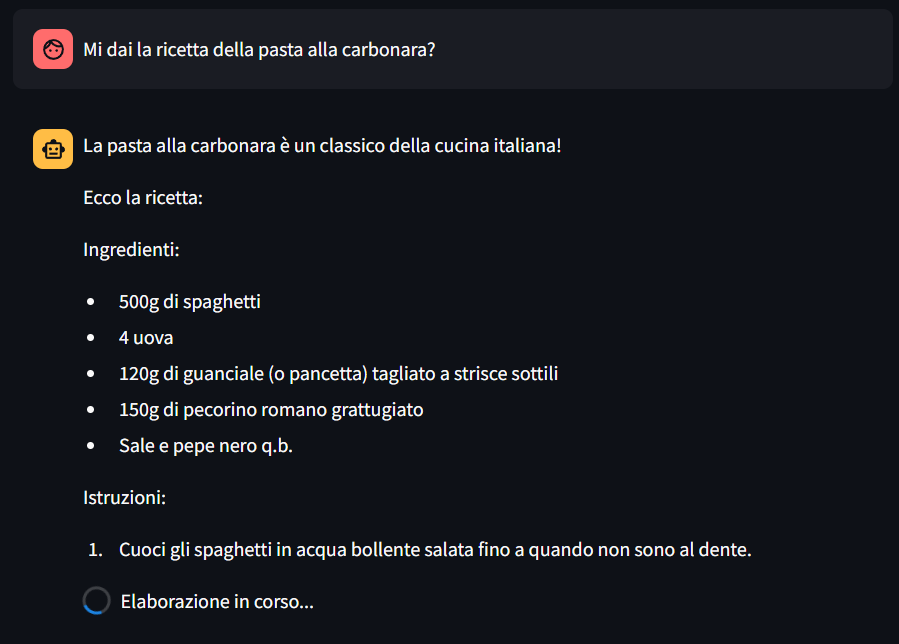 Mi dai la ricetta della pasta alla carbonara?
La pasta alla carbonara è un classico della cucina italiana!
Ecco la ricetta:
Ingredienti:
• 500g di spaghetti
• 4 uova
• 120g di guanciale (o pancetta) tagliato a strisce sottili
• 150g di pecorino romano grattugiato
• Sale e pepe nero q.b.
Istruzioni:
1. Cuoci gli spaghetti in acqua bollente salata fino a quando non sono al dente.
Elaborazione in corso...